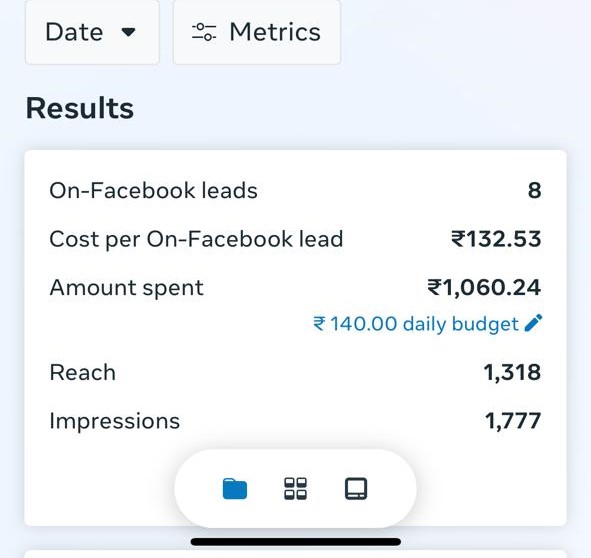 Date
Metrics
Results
On-Facebook leads 8
Cost per On-Facebook lead ₹132.53
Amount spent ₹1,060.24
₹ 140.00 daily budget
Reach 1,318
Impressions 1,777